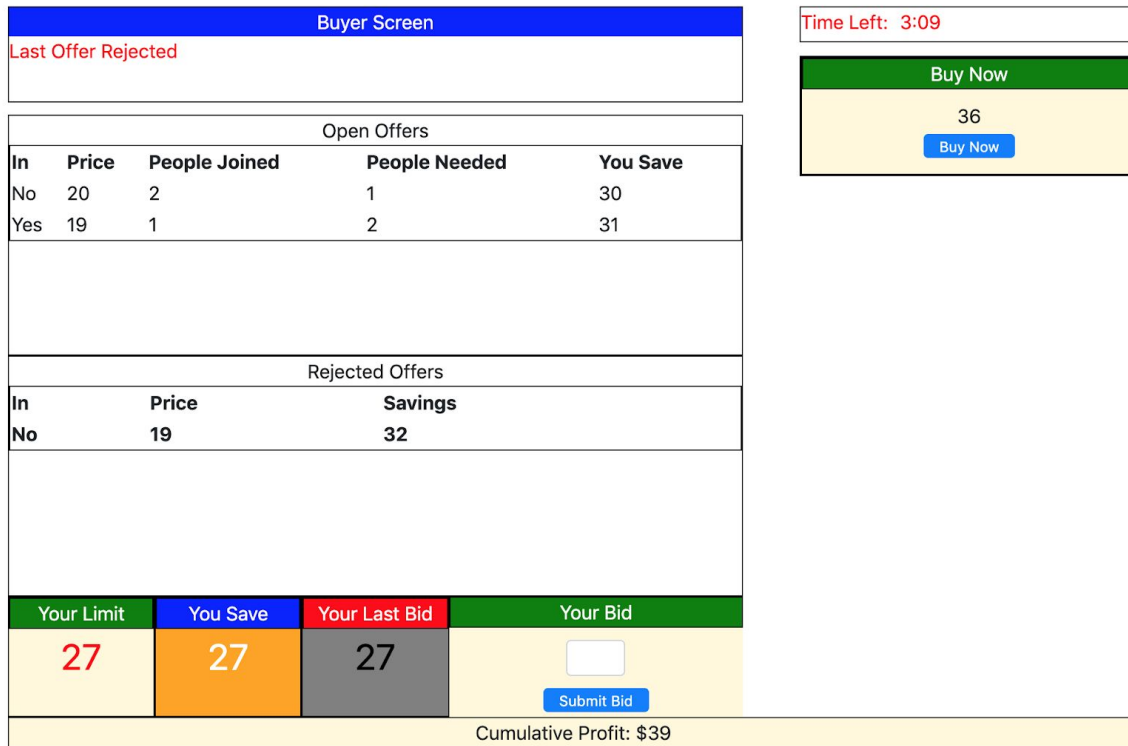 Buyer Screen
Last Offer Rejected
Time Left: 3:09
Buy Now
36
Buy Now
Open Offers
In Price People Joined People Needed You Save
No 20 2 1 30
Yes 19 1 2 31
Rejected Offers
In Price Savings
No 19 32
Your Limit You Save Your Last Bid Your Bid
27 27 27
Submit Bid
Cumulative Profit: $39